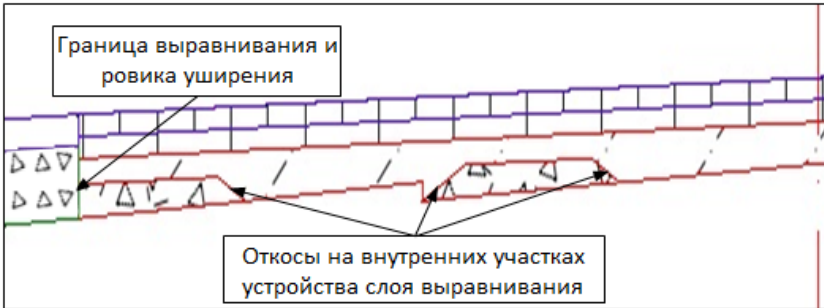 Граница выравнивания и
ровика уширения
Откосы на внутренних участках
устройства слоя выравнивания